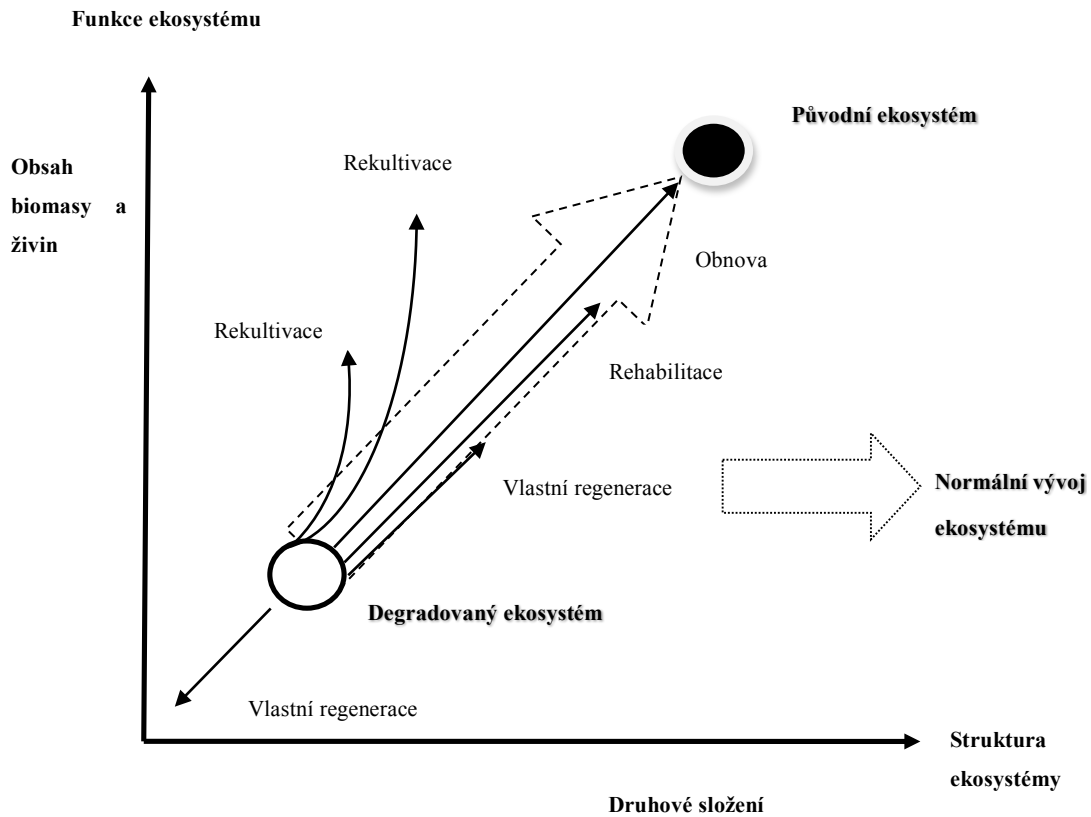 Funkce ekosystému
Původní ekosystém
Obsah
biomasy a
živin
Rekultivace
Obnova
Rekultivace
Rehabilitace
Vlastní regenerace
Normální vývoj
ekosystému
Degradovaný ekosystém
Vlastní regenerace
Struktura
ekosystémy
Druhové složení